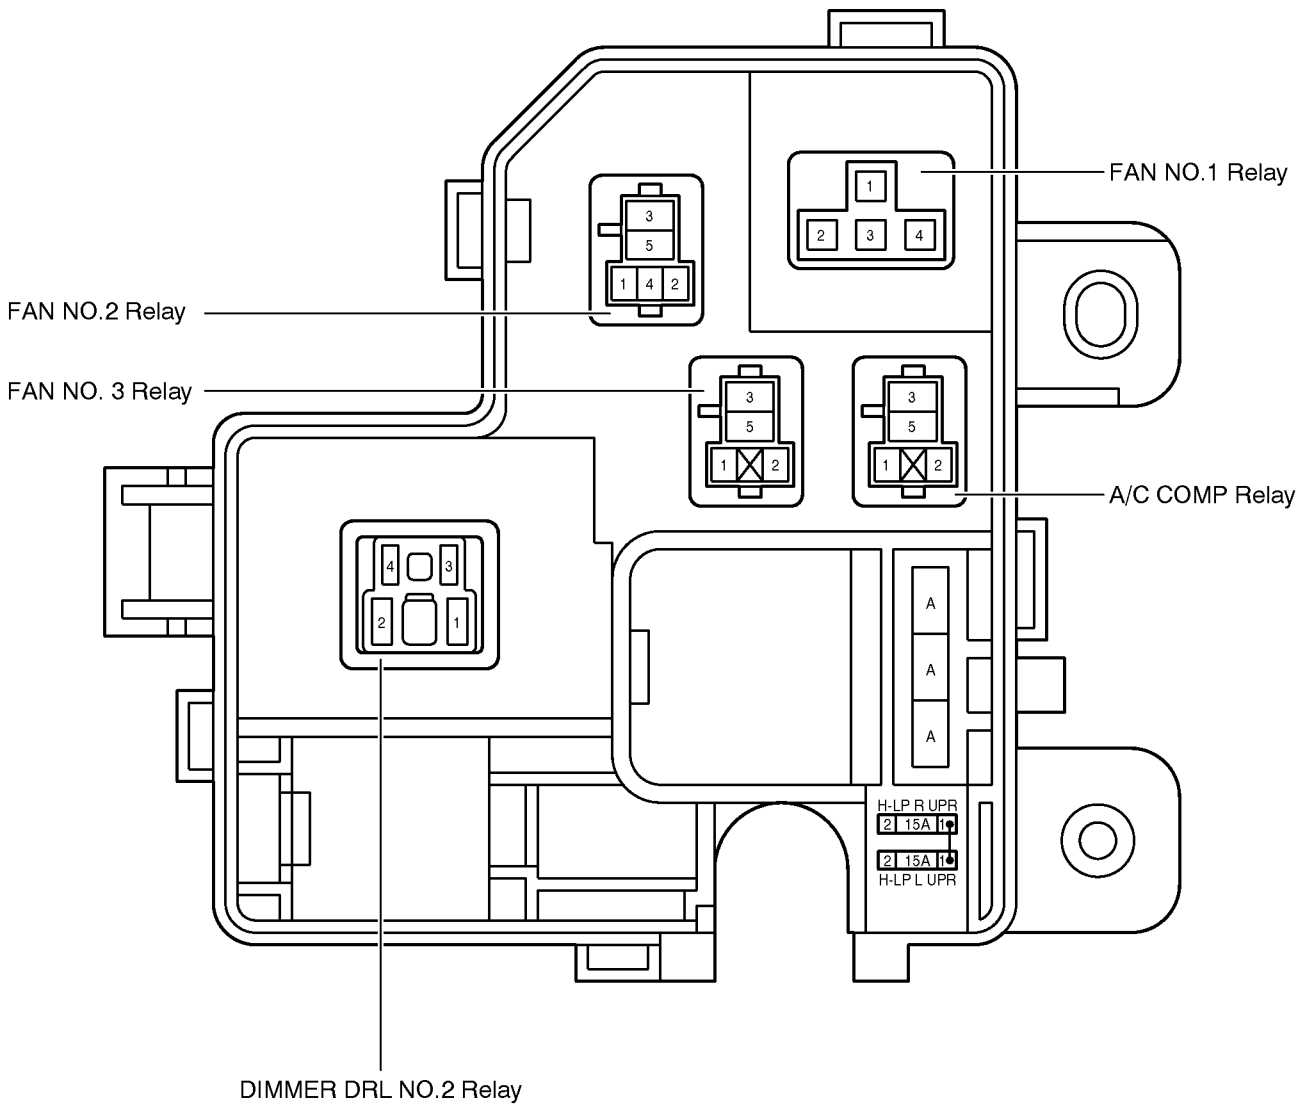 FAN NO.1 Relay
1
2 3 4
3
5
1 4 2
FAN NO.2 Relay
FAN NO. 3 Relay
3
5
1 2
3
5
1 2
A/C COMP Relay
4 3
2 1
A
A
A
H-LP R UPR
2 15A 1
2 15A 1
H-LP L UPR
DIMMER DRL NO.2 Relay